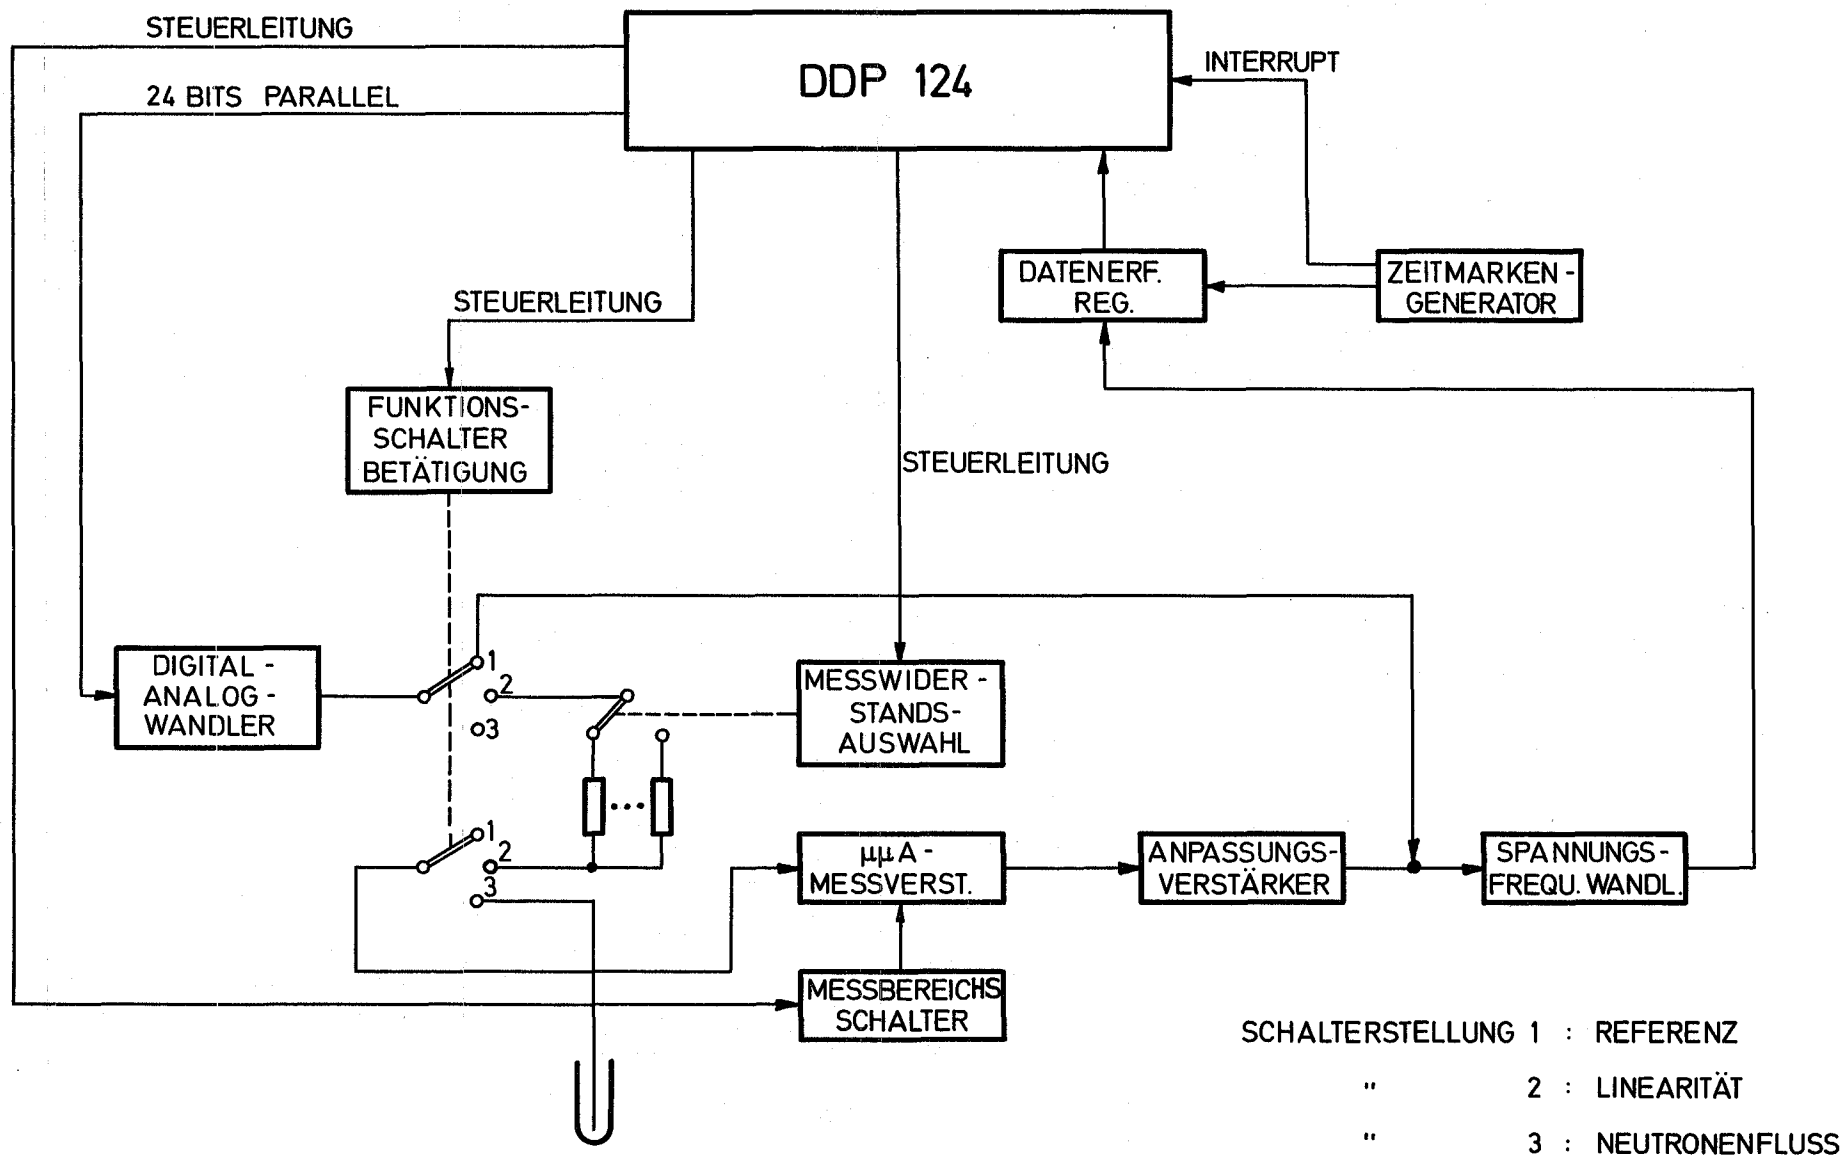 STEUERLEITUNG
DDP 124
INTERRUPT
24 BITS PARALLEL
DATENERF.
REG.
ZEITMARKEN-
GENERATOR
STEUERLEITUNG
FUNKTIONS-
SCHALTER
BETÄTIGUNG
STEUERLEITUNG
DIGITAL-
ANALOG-
WANDLER
1
2
3
MESSWIDER-
STANDS-
AUSWAHL
1
2
3
µµA-
MESSVERST.
ANPASSUNGS-
VERSTÄRKER
SPANNUNGS-
FREQU. WANDL.
MESSBEREICHS
SCHALTER
SCHALTERSTELLUNG 1 : REFERENZ
" 2 : LINEARITÄT
" 3 : NEUTRONENFLUSS